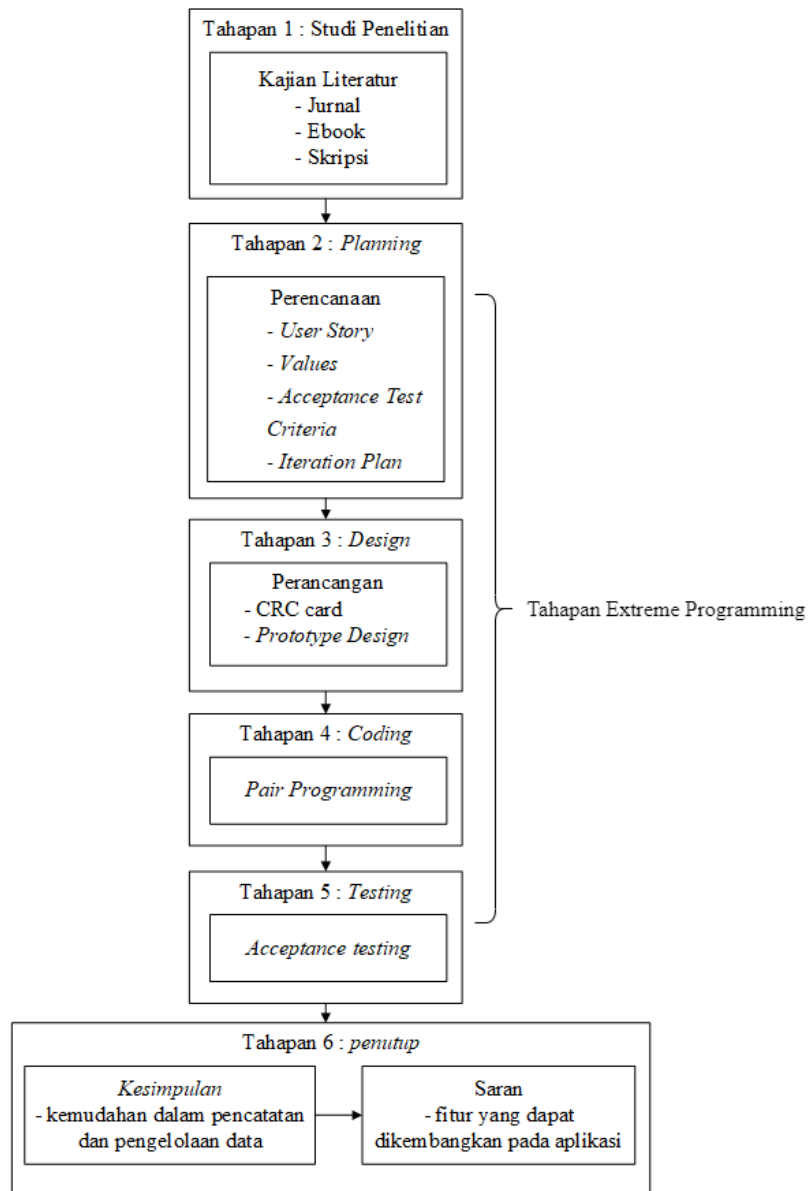 Tahapan 1 : Studi Penelitian
Kajian Literatur
- Jurnal
- Ebook
- Skripsi
Tahapan 2 : Planning
Perencanaan
- User Story
- Values
- Acceptance Test
Criteria
- Iteration Plan
Tahapan 3 : Design
Perancangan
- CRC card
- Prototype Design
Tahapan Extreme Programming
Tahapan 4 : Coding
Pair Programming
Tahapan 5 : Testing
Acceptance testing
Tahapan 6 : penutup
Kesimpulan
- kemudahan dalam pencatatan
dan pengelolaan data
Saran
- fitur yang dapat
dikembangkan pada aplikasi